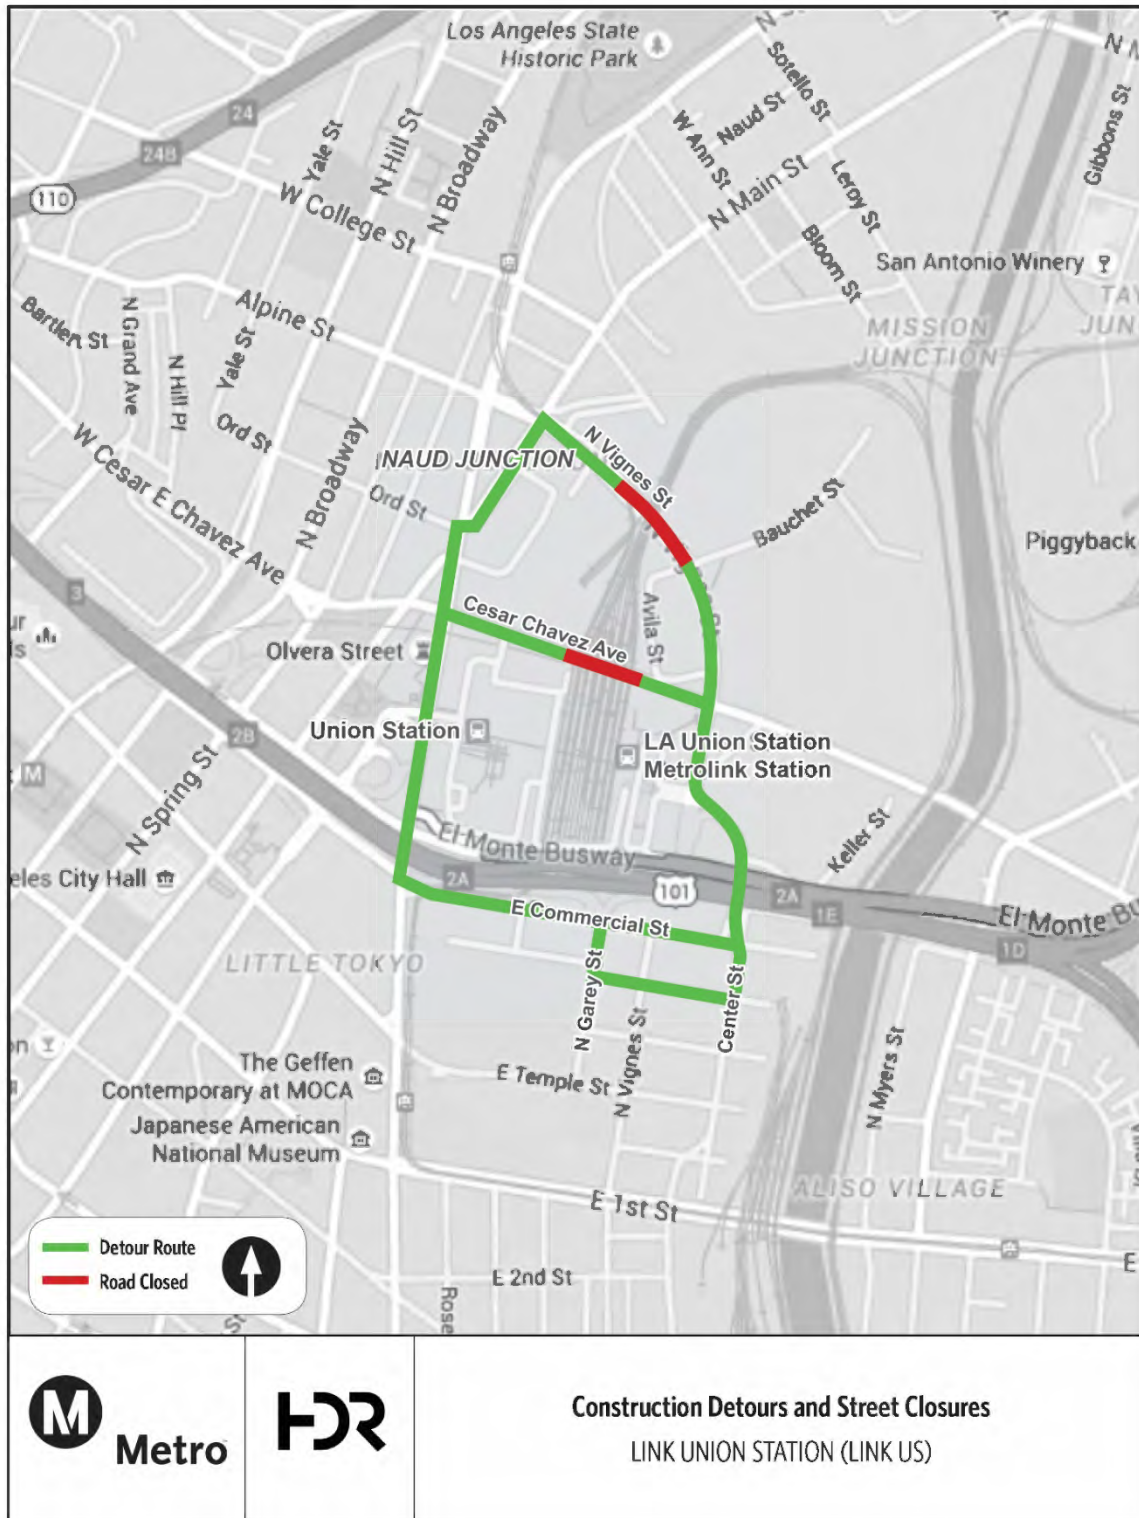 Los Angeles State
Historic Park
Sotello St
Naud St
W Ann St
Gibbons St
24
24B
Yale St
N Hill St
N Broadway
110
W College St
N Main St
Leroy St
Bloom St
San Antonio Winery
MISSION
JUNCTION
Alpine St
N Grand Ave
N Hill Pl
Yale St
Ord St
W Cesar E Chavez Ave
N Broadway
NAUD JUNCTION
N Vignes St
Ord St
Bauchet St
Piggyback
3
Cesar Chavez Ave
Avila St
Olvera Street
Union Station
LA Union Station
Metrolink Station
2B
M
N Spring St
El Monte Busway
Keller St
eles City Hall
2A
101
2A
1E
El Monte Bu
1D
E Commercial St
LITTLE TOKYO
N Garey St
Center St
N Vignes St
The Geffen
Contemporary at MOCA
E Temple St
N Myers St
Japanese American
National Museum
ALISO VILLAGE
E 1st St
E
E 2nd St
Rose
St
Detour Route
Road Closed
M
Metro
HDR
Construction Detours and Street Closures
LINK UNION STATION (LINK US)